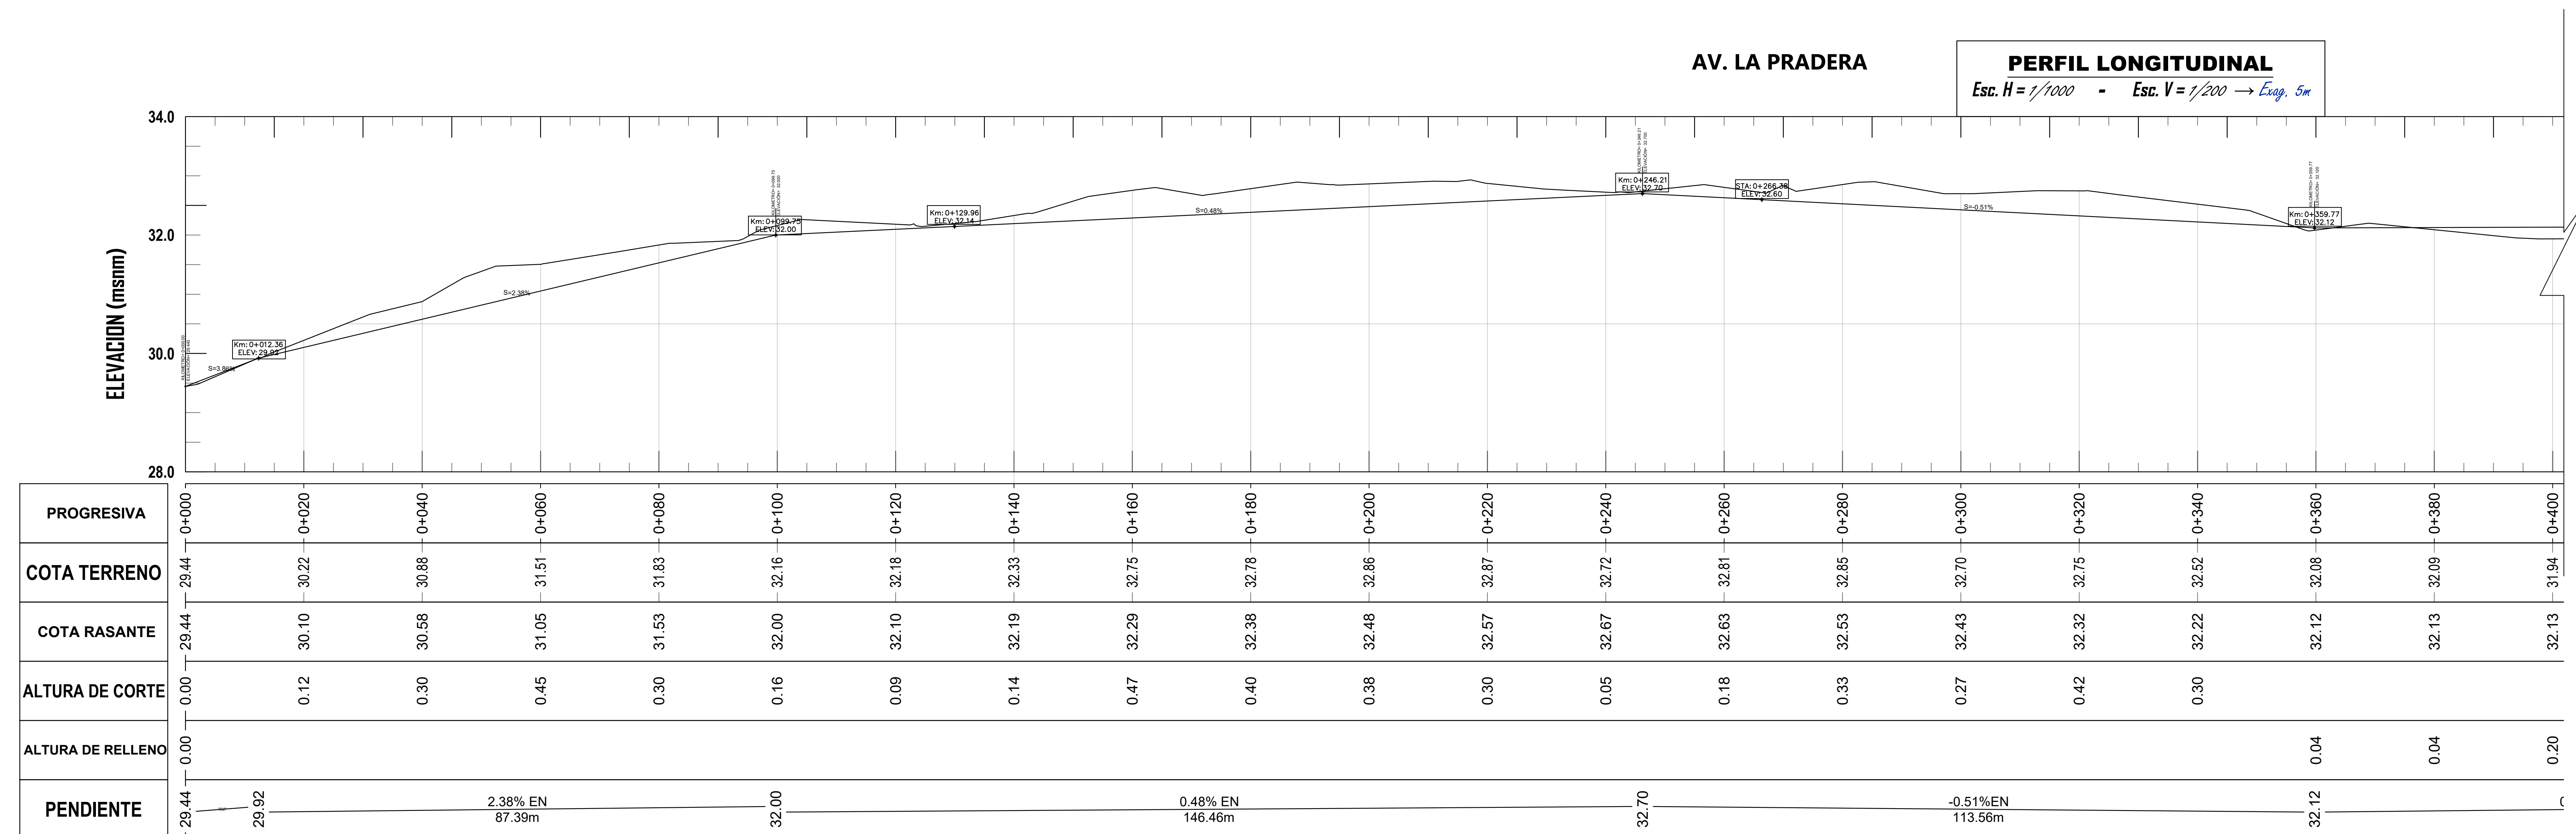 AV. LA PRADERA
PERFIL LONGITUDINAL
Esc. H = 1/1000 - Esc. V = 1/200 → Exag. 5m
ELEVACION (msnm)
34.0
32.0
30.0
28.0
S=3.86%
Km: 0+012.36
ELEV: 29.92
S=2.38%
KILOMETRO= 0+099.75
ELEVACIÓN= 32.000
Km: 0+099.75
ELEV: 32.00
Km: 0+129.96
ELEV: 32.14
S=0.48%
KILOMETRO= 0+246.21
ELEVACIÓN= 32.700
Km: 0+246.21
ELEV: 32.70
STA: 0+266.38
ELEV: 32.60
S=-0.51%
Km: 0+359.77
ELEV: 32.12
PROGRESIVA 0+000 0+020 0+040 0+060 0+080 0+100 0+120 0+140 0+160 0+180 0+200 0+220 0+240 0+260 0+280 0+300 0+320 0+340 0+360 0+380 0+400
COTA TERRENO 29.44 30.22 30.88 31.51 31.83 32.16 32.18 32.33 32.75 32.78 32.86 32.87 32.72 32.81 32.85 32.70 32.75 32.52 32.08 32.09 31.94
COTA RASANTE 29.44 30.10 30.58 31.05 31.53 32.00 32.10 32.19 32.29 32.38 32.48 32.57 32.67 32.63 32.53 32.43 32.32 32.22 32.12 32.13 32.13
ALTURA DE CORTE 0.00 0.12 0.30 0.45 0.30 0.16 0.09 0.14 0.47 0.40 0.38 0.30 0.05 0.18 0.33 0.27 0.42 0.30
ALTURA DE RELLENO 0.00 0.04 0.04 0.20
PENDIENTE 29.44 29.92 2.38% EN 32.00 0.48% EN 32.70 -0.51%EN 32.12
87.39m 146.46m 113.56m